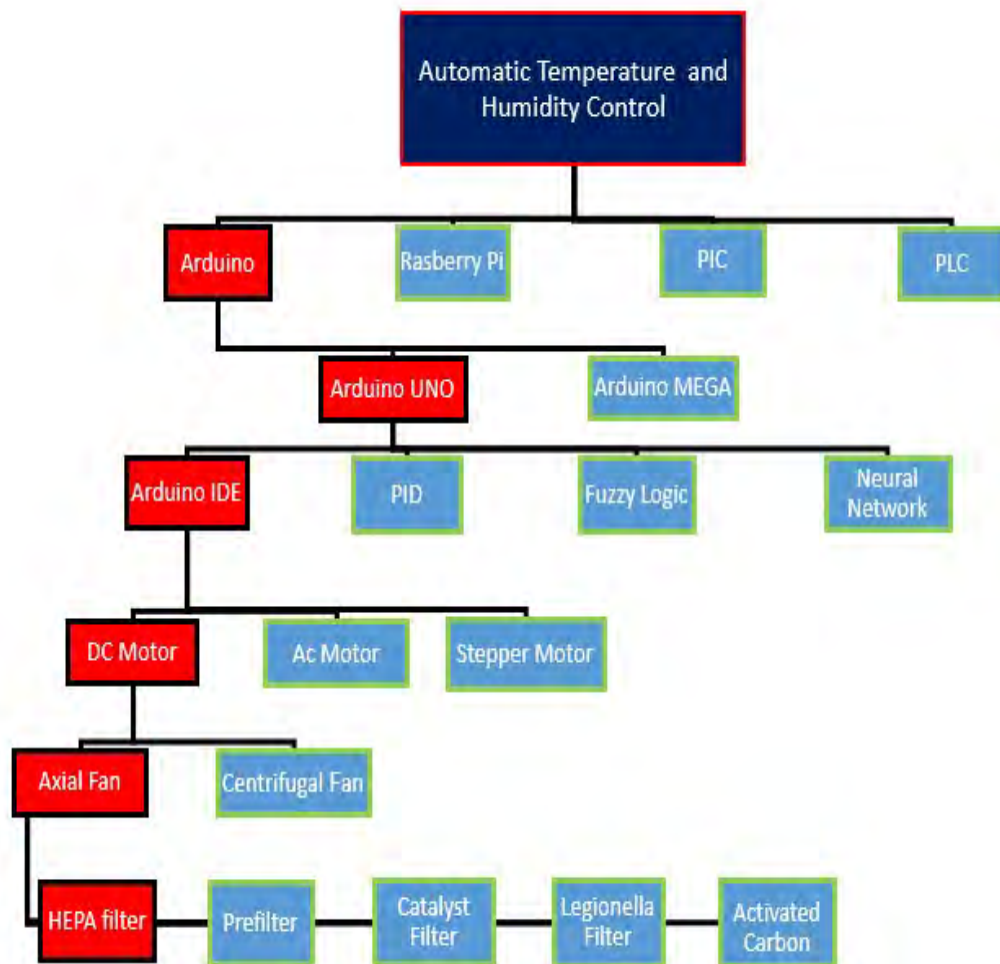 Automatic Temperature and
Humidity Control
Arduino
Rasberry Pi
PIC
PLC
Arduino UNO
Arduino MEGA
Arduino IDE
PID
Fuzzy Logic
Neural
Network
DC Motor
Ac Motor
Stepper Motor
Axial Fan
Centrifugal Fan
HEPA filter
Prefilter
Catalyst
Filter
Legionella
Filter
Activated
Carbon